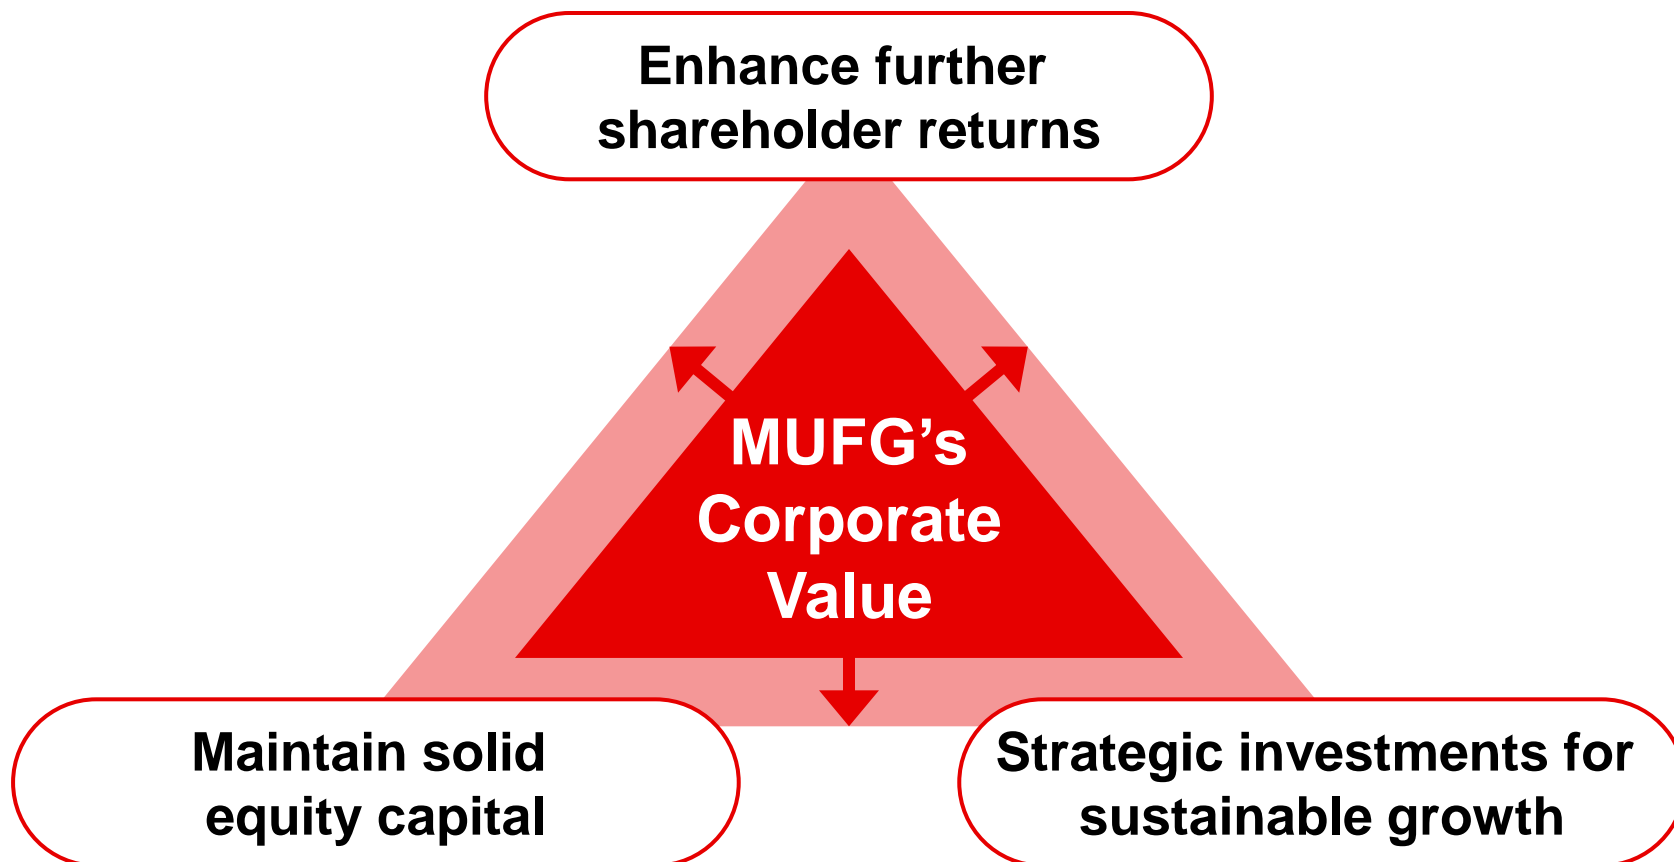 Enhance further
shareholder returns
MUFG’s
Corporate
Value
Maintain solid
equity capital
Strategic investments for
sustainable growth